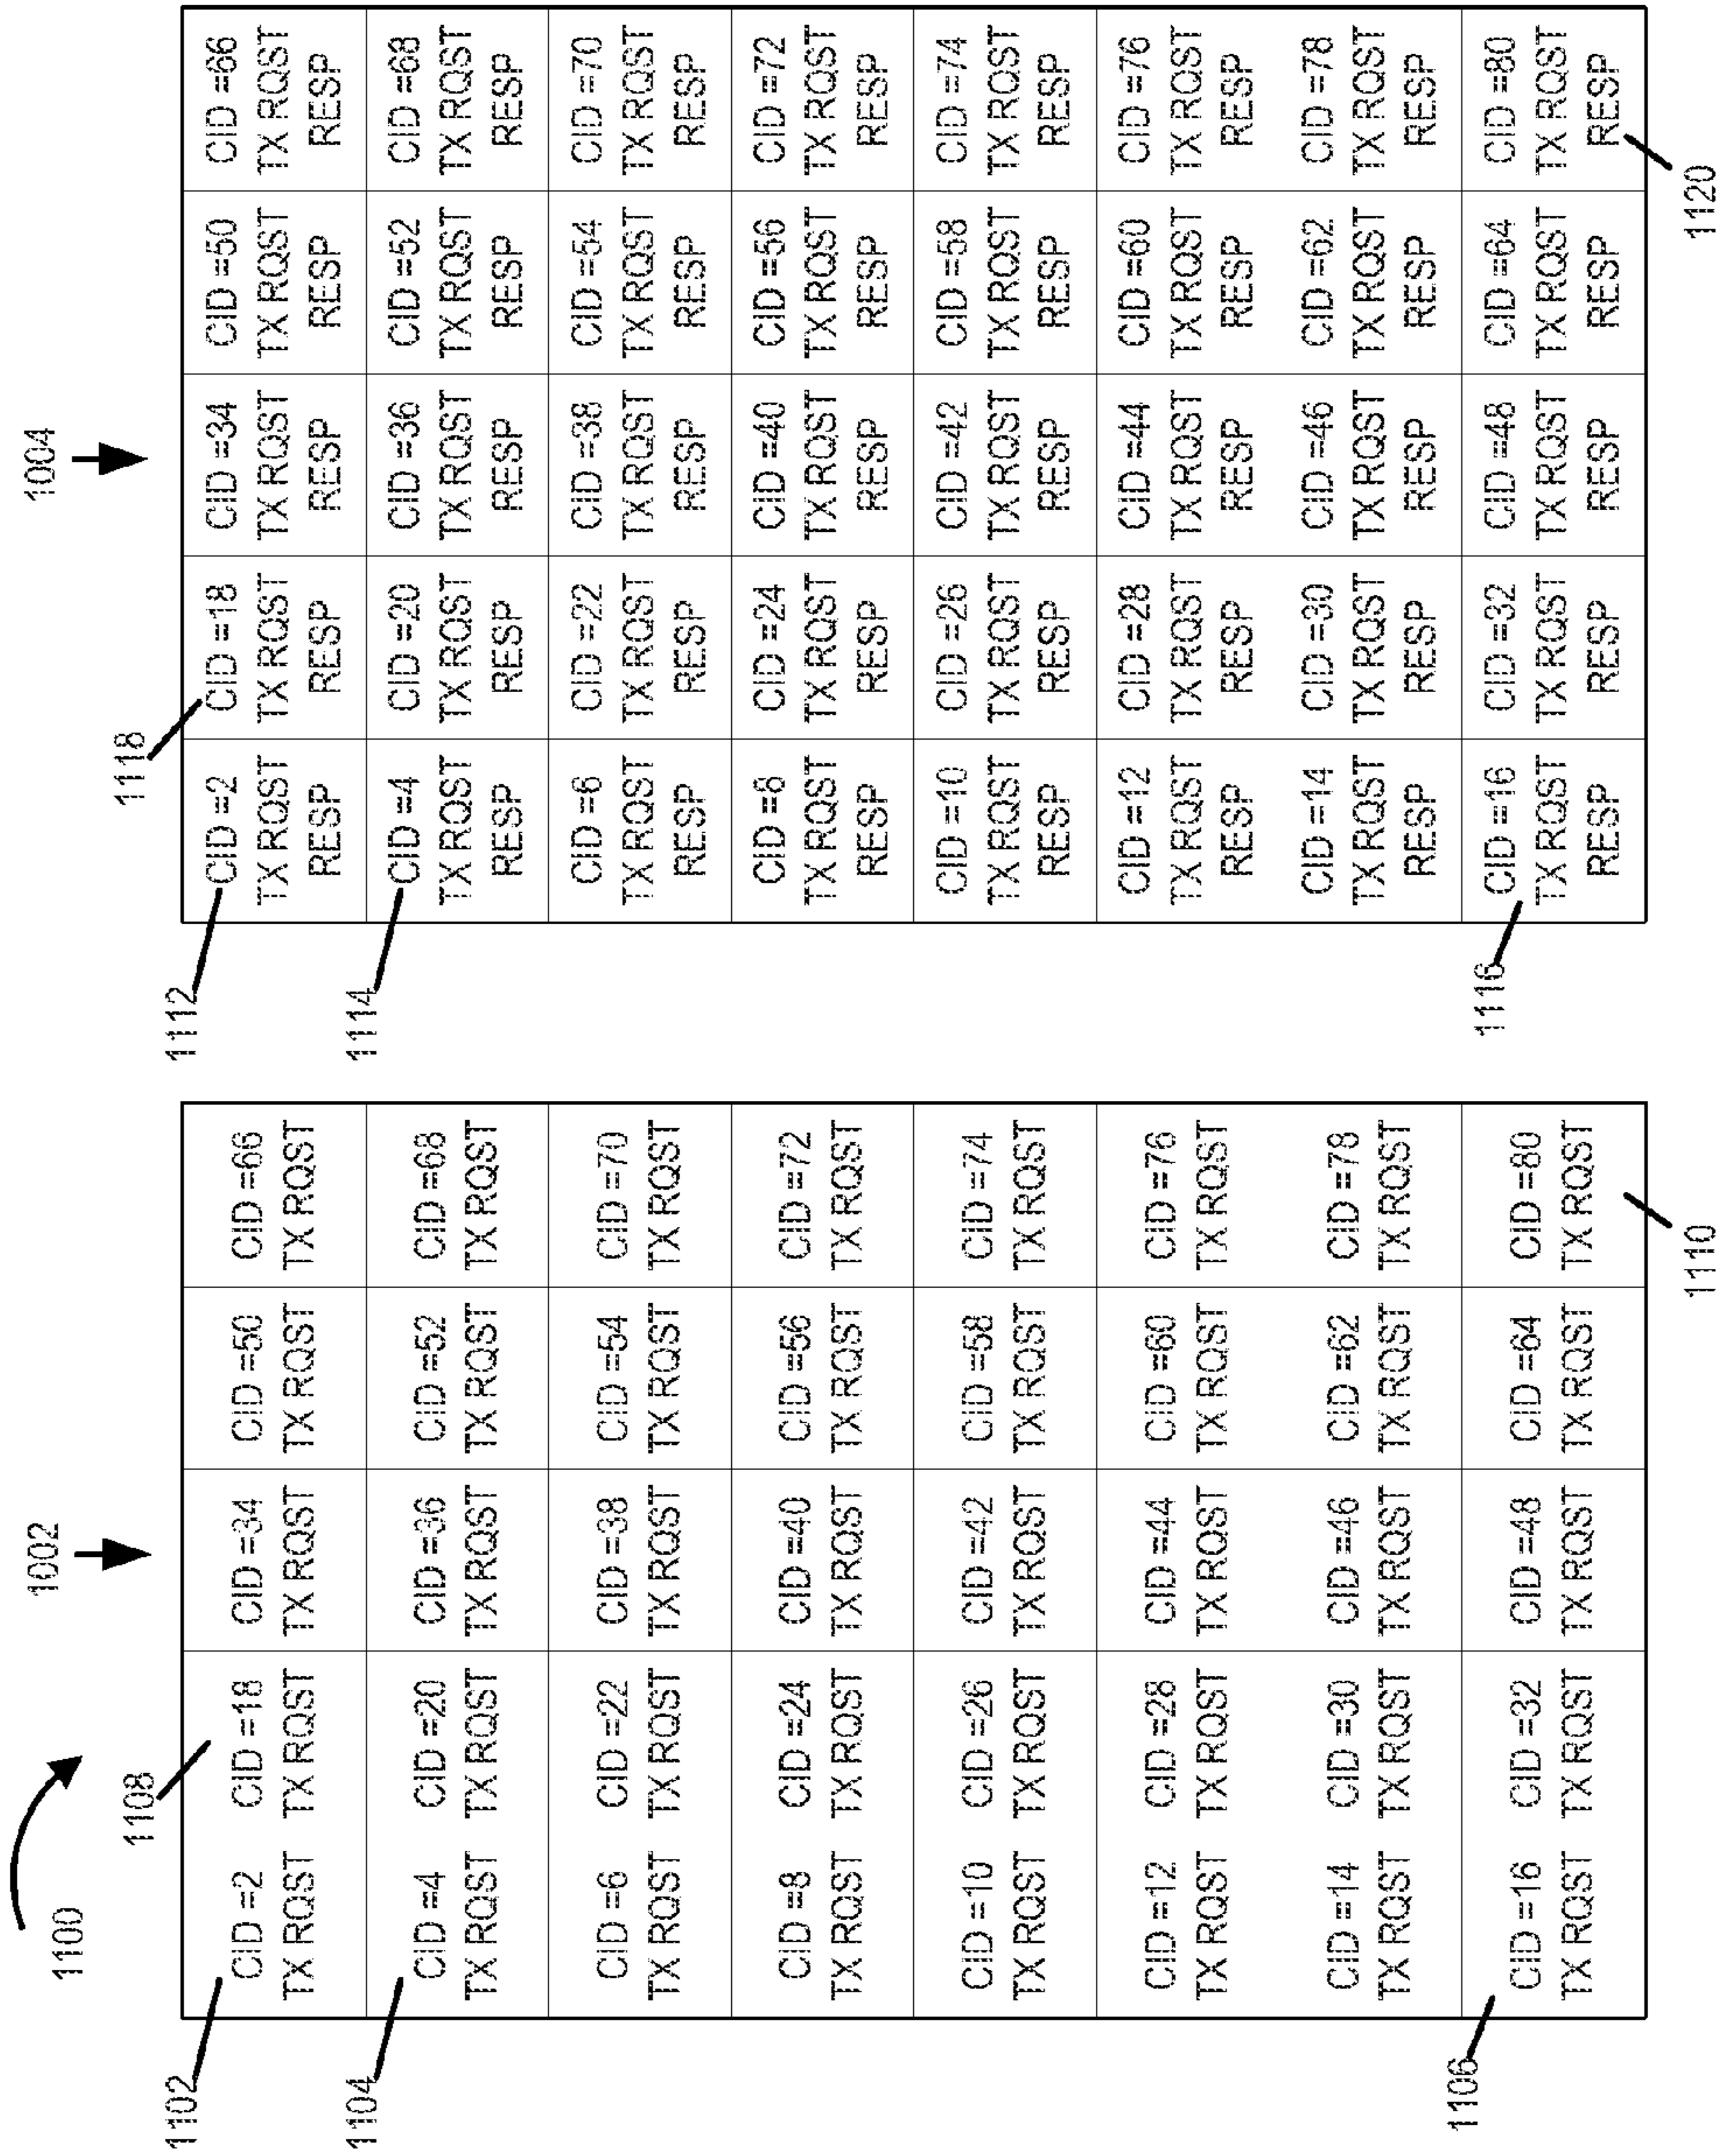 1100
1002
1108
1102
CID =2
TX RQST
CID =18
TX RQST
CID =34
TX RQST
CID =50
TX RQST
CID =66
TX RQST
1104
CID =4
TX RQST
CID =20
TX RQST
CID =36
TX RQST
CID =52
TX RQST
CID =68
TX RQST
CID =6
TX RQST
CID =22
TX RQST
CID =38
TX RQST
CID =54
TX RQST
CID =70
TX RQST
CID =8
TX RQST
CID =24
TX RQST
CID =40
TX RQST
CID =56
TX RQST
CID =72
TX RQST
CID =10
TX RQST
CID =26
TX RQST
CID =42
TX RQST
CID =58
TX RQST
CID =74
TX RQST
CID =12
TX RQST
CID =28
TX RQST
CID =44
TX RQST
CID =60
TX RQST
CID =76
TX RQST
CID =14
TX RQST
CID =30
TX RQST
CID =46
TX RQST
CID =62
TX RQST
CID =78
TX RQST
1106
CID =16
TX RQST
CID =32
TX RQST
CID =48
TX RQST
CID =64
TX RQST
CID =80
TX RQST
1110
1004
1118
1112
CID =2
TX RQST
RESP
CID =18
TX RQST
RESP
CID =34
TX RQST
RESP
CID =50
TX RQST
RESP
CID =66
TX RQST
RESP
1114
CID =4
TX RQST
RESP
CID =20
TX RQST
RESP
CID =36
TX RQST
RESP
CID =52
TX RQST
RESP
CID =68
TX RQST
RESP
CID =6
TX RQST
RESP
CID =22
TX RQST
RESP
CID =38
TX RQST
RESP
CID =54
TX RQST
RESP
CID =70
TX RQST
RESP
CID =8
TX RQST
RESP
CID =24
TX RQST
RESP
CID =40
TX RQST
RESP
CID =56
TX RQST
RESP
CID =72
TX RQST
RESP
CID =10
TX RQST
RESP
CID =26
TX RQST
RESP
CID =42
TX RQST
RESP
CID =58
TX RQST
RESP
CID =74
TX RQST
RESP
CID =12
TX RQST
RESP
CID =28
TX RQST
RESP
CID =44
TX RQST
RESP
CID =60
TX RQST
RESP
CID =76
TX RQST
RESP
CID =14
TX RQST
RESP
CID =30
TX RQST
RESP
CID =46
TX RQST
RESP
CID =62
TX RQST
RESP
CID =78
TX RQST
RESP
1116
CID =16
TX RQST
RESP
CID =32
TX RQST
RESP
CID =48
TX RQST
RESP
CID =64
TX RQST
RESP
CID =80
TX RQST
RESP
1120